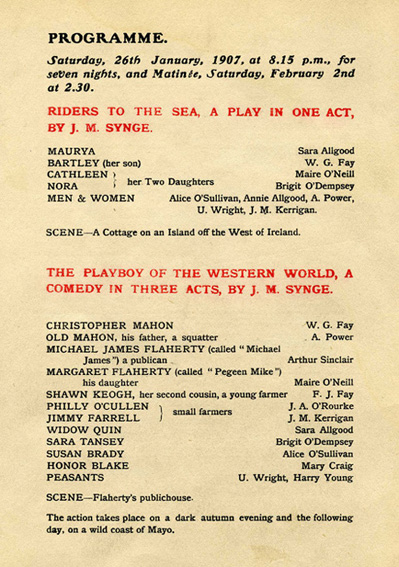 PROGRAMME.
Saturday, 26th January, 1907, at 8.15 p.m., for
seven nights, and Matinée, Saturday, February 2nd
at 2.30.
RIDERS TO THE SEA, A PLAY IN ONE ACT,
BY J. M. SYNGE.
MAURYA Sara Allgood
BARTLEY (her son) W. G. Fay
CATHLEEN } her Two Daughters Maire O'Neill
NORA Brigit O'Dempsey
MEN & WOMEN Alice O'Sullivan, Annie Allgood, A. Power,
U. Wright, J. M. Kerrigan.
SCENE—A Cottage on an Island off the West of Ireland.
THE PLAYBOY OF THE WESTERN WORLD, A
COMEDY IN THREE ACTS, BY J. M. SYNGE.
CHRISTOPHER MAHON W. G. Fay
OLD MAHON, his father, a squatter A. Power
MICHAEL JAMES FLAHERTY (called "Michael
James") a publican Arthur Sinclair
MARGARET FLAHERTY (called "Pegeen Mike")
his daughter Maire O'Neill
SHAWN KEOGH, her second cousin, a young farmer F. J. Fay
PHILLY O'CULLEN } small farmers J. A. O'Rourke
JIMMY FARRELL J. M. Kerrigan
WIDOW QUIN Sara Allgood
SARA TANSEY Brigit O'Dempsey
SUSAN BRADY Alice O'Sullivan
HONOR BLAKE Mary Craig
PEASANTS U. Wright, Harry Young
SCENE—Flaherty's publichouse.
The action takes place on a dark autumn evening and the following
day, on a wild coast of Mayo.